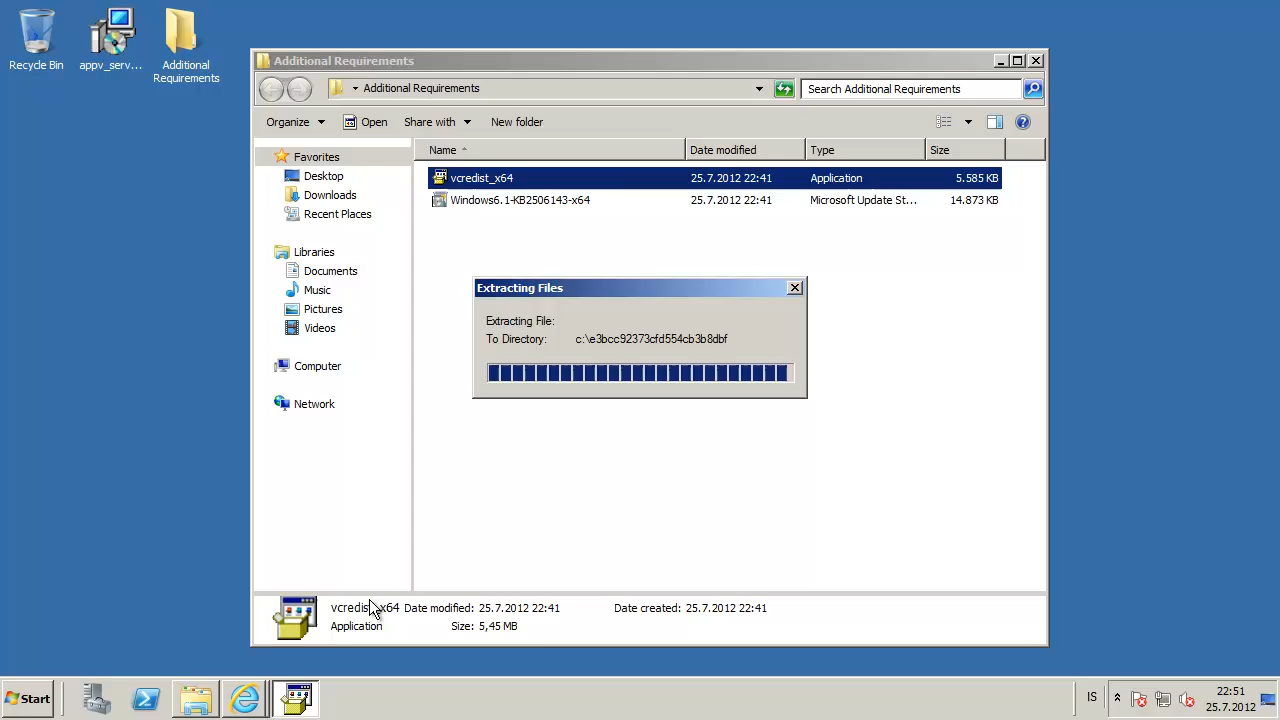 Recycle Bin
appv_serv...
Additional
Requirements
Additional Requirements
Additional Requirements
Search Additional Requirements
Organize
Open
Share with
New folder
Name
Date modified
Type
Size
Favorites
Desktop
Downloads
Recent Places
Libraries
Documents
Music
Pictures
Videos
Computer
Network
vcredist_x64 25.7.2012 22:41 Application 5.585 KB
Windows6.1-KB2506143-x64 25.7.2012 22:41 Microsoft Update St... 14.873 KB
Extracting Files
Extracting File:
To Directory: c:\e3bcc92373cfd554cb3b8dbf
vcredist_x64 Date modified: 25.7.2012 22:41 Date created: 25.7.2012 22:41
Application Size: 5,45 MB
Start
IS
22:51
25.7.2012